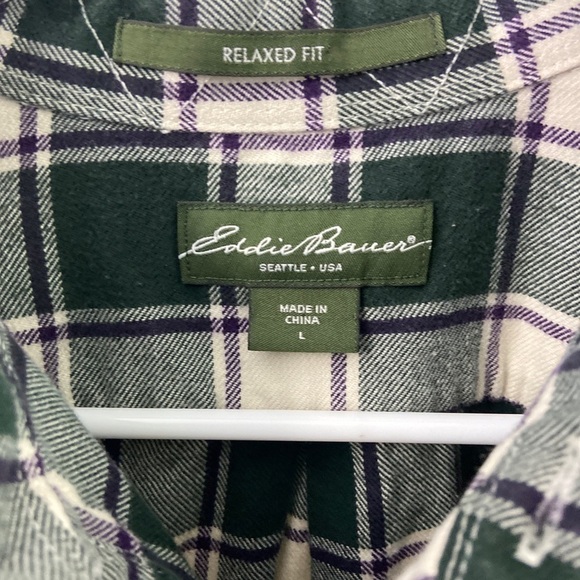 RELAXED FIT
Eddie Bauer®
SEATTLE • USA
MADE IN
CHINA
L